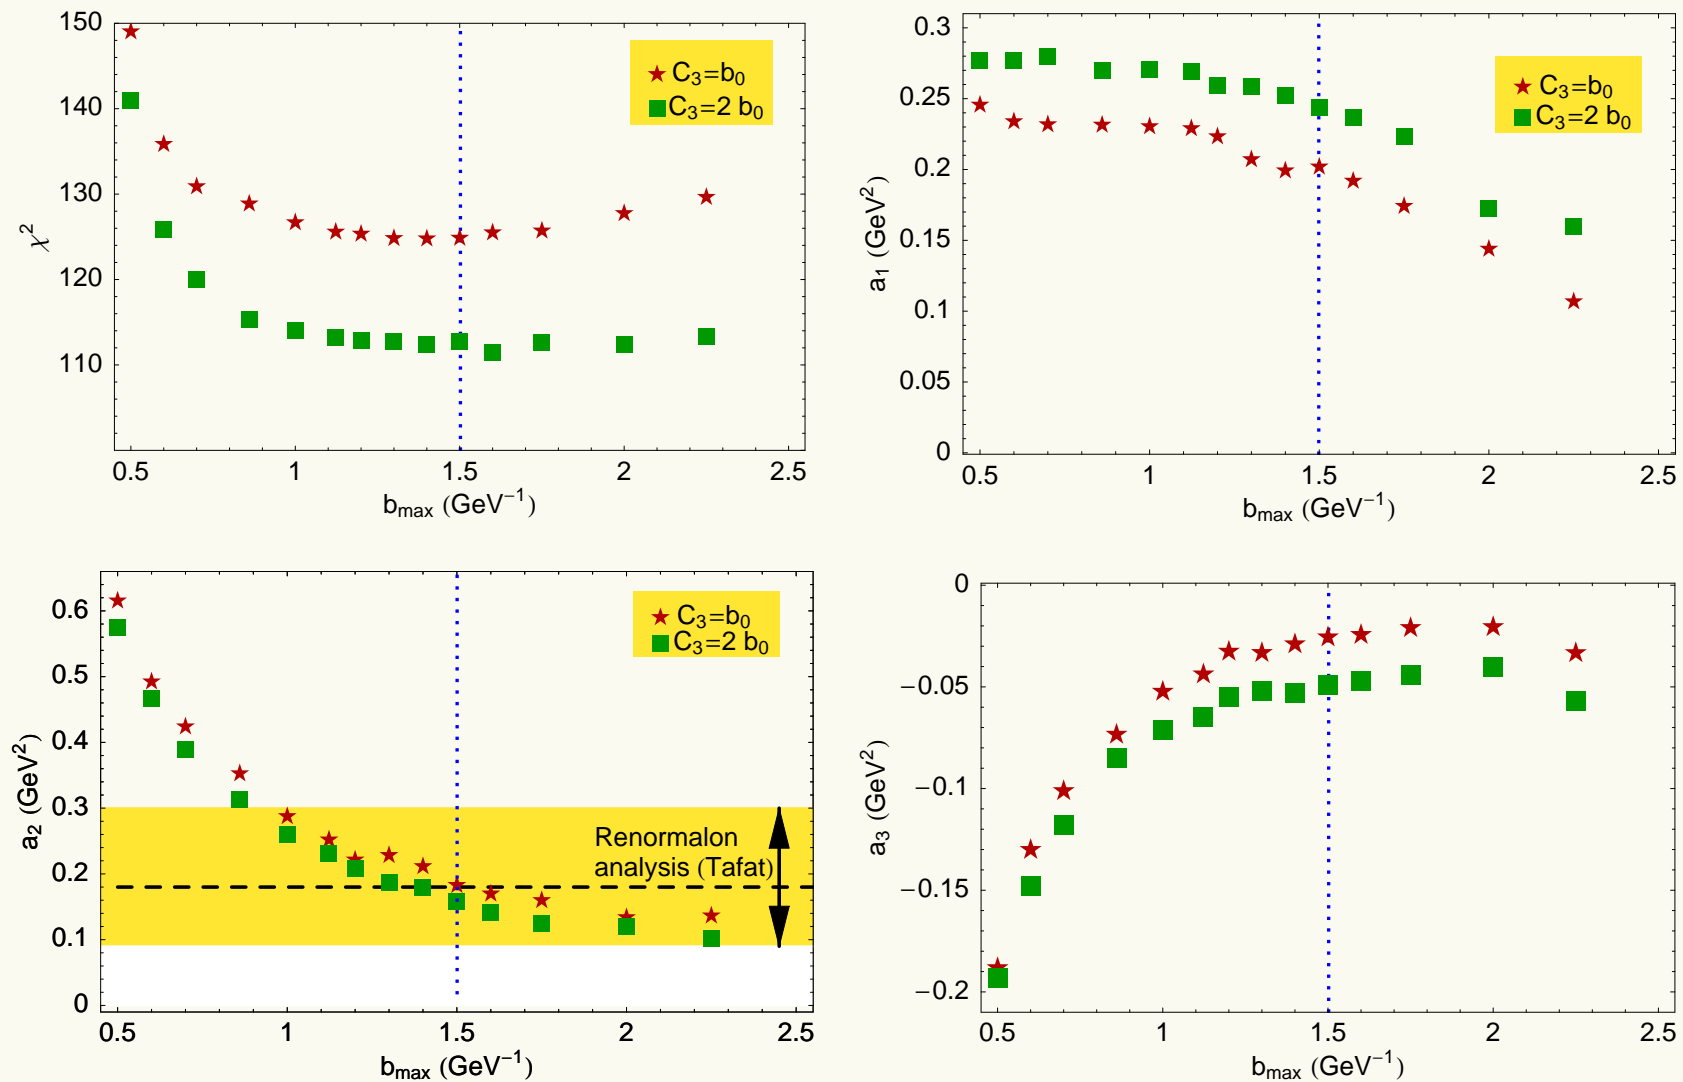 150
140
130
120
110
χ²
0.5 1 1.5 2 2.5
b_max (GeV⁻¹)
C₃=b₀
C₃=2 b₀
0.3
0.25
0.2
0.15
0.1
0.05
0
a₁ (GeV²)
0.5 1 1.5 2 2.5
b_max (GeV⁻¹)
C₃=b₀
C₃=2 b₀
0.6
0.5
0.4
0.3
0.2
0.1
0
a₂ (GeV²)
0.5 1 1.5 2 2.5
b_max (GeV⁻¹)
C₃=b₀
C₃=2 b₀
Renormalon
analysis (Tafat)
0
−0.05
−0.1
−0.15
−0.2
a₃ (GeV²)
0.5 1 1.5 2 2.5
b_max (GeV⁻¹)